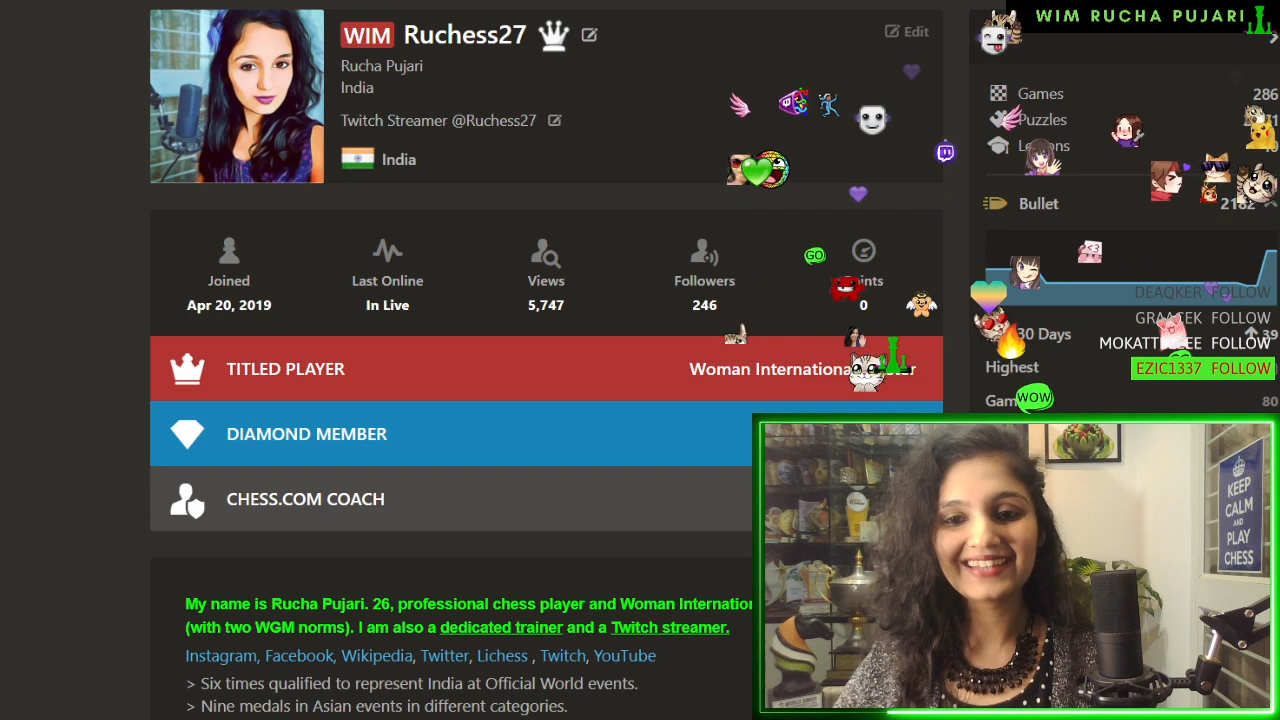 WIM RUCHA PUJARI
WIM Ruchess27
Edit
Rucha Pujari
India
Twitch Streamer @Ruchess27
India
Games 286
Puzzles
Bullet 2182
Joined
Apr 20, 2019
Last Online
In Live
Views
5,747
Followers
246
0
GO
DEAQKER FOLLOW
FOLLOW
30 Days 39
FOLLOW
Highest
EZIC1337 FOLLOW
80
WOW
TITLED PLAYER
DIAMOND MEMBER
CHESS.COM COACH
KEEP
CALM
AND
PLAY
CHESS
My name is Rucha Pujari. 26, professional chess player and Woman
(with two WGM norms). I am also a dedicated trainer and a Twitch streamer.
Instagram, Facebook, Wikipedia, Twitter, Lichess , Twitch, YouTube
> Six times qualified to represent India at Official World events.
> Nine medals in Asian events in different categories.